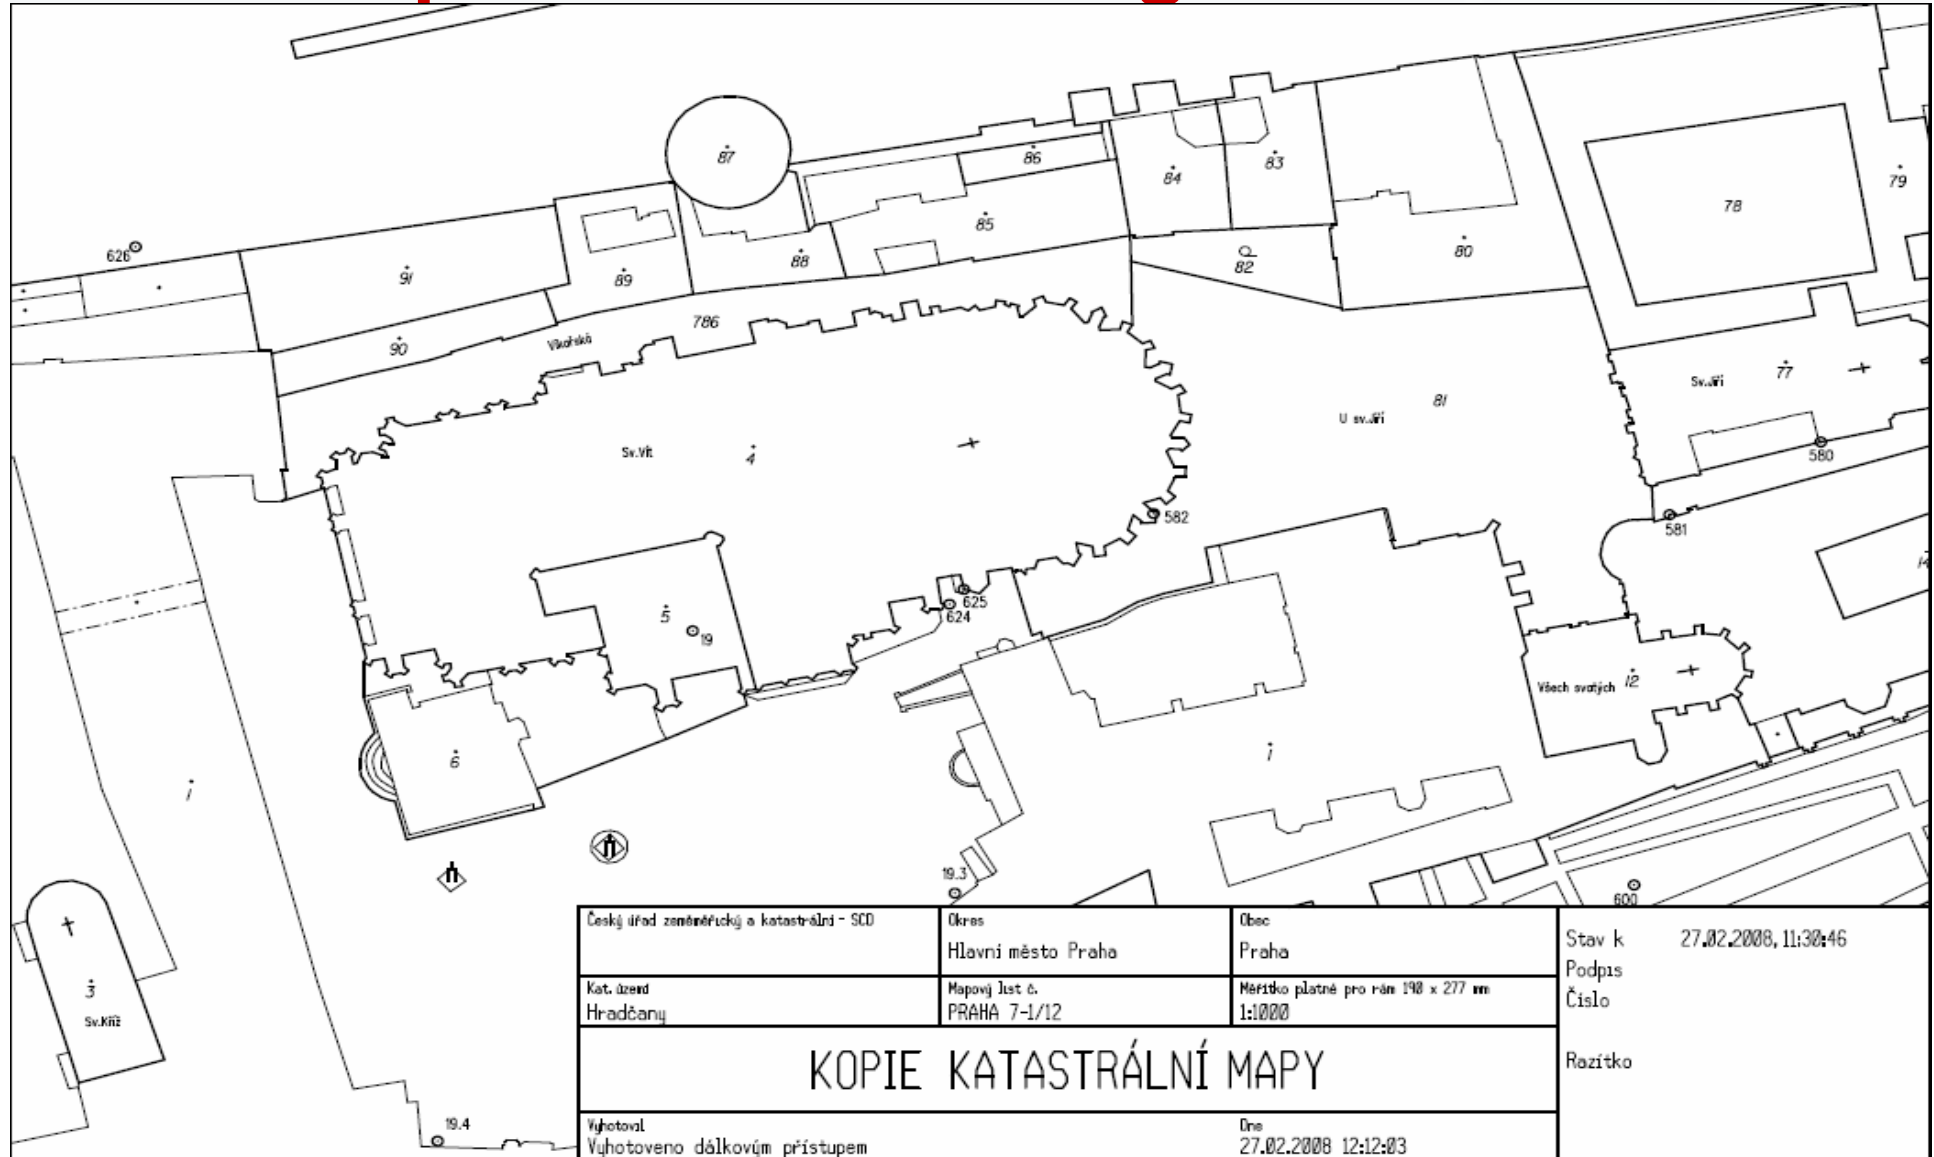 87
86
84
83
78
79
85
80
82
88
89
91
626
90
786
Vikařská
Sv.Jiří
77
81
U sv.Jiří
Sv.Vít
4
580
582
581
14
625
624
5
19
Všech svatých
12
6
1
1
19.3
600
3
Sv.Kříž
19.4
Český úřad zeměměřický a katastrální - SCD
Okres
Hlavní město Praha
Obec
Praha
Stav k 27.02.2008, 11:30:46
Podpis
Číslo
Razítko
Kat. území
Hradčany
Mapový list č.
PRAHA 7-1/12
Měřítko platné pro rám 190 x 277 mm
1:1000
KOPIE KATASTRÁLNÍ MAPY
Vyhotovil
Vyhotoveno dálkovým přístupem
Dne
27.02.2008 12:12:03